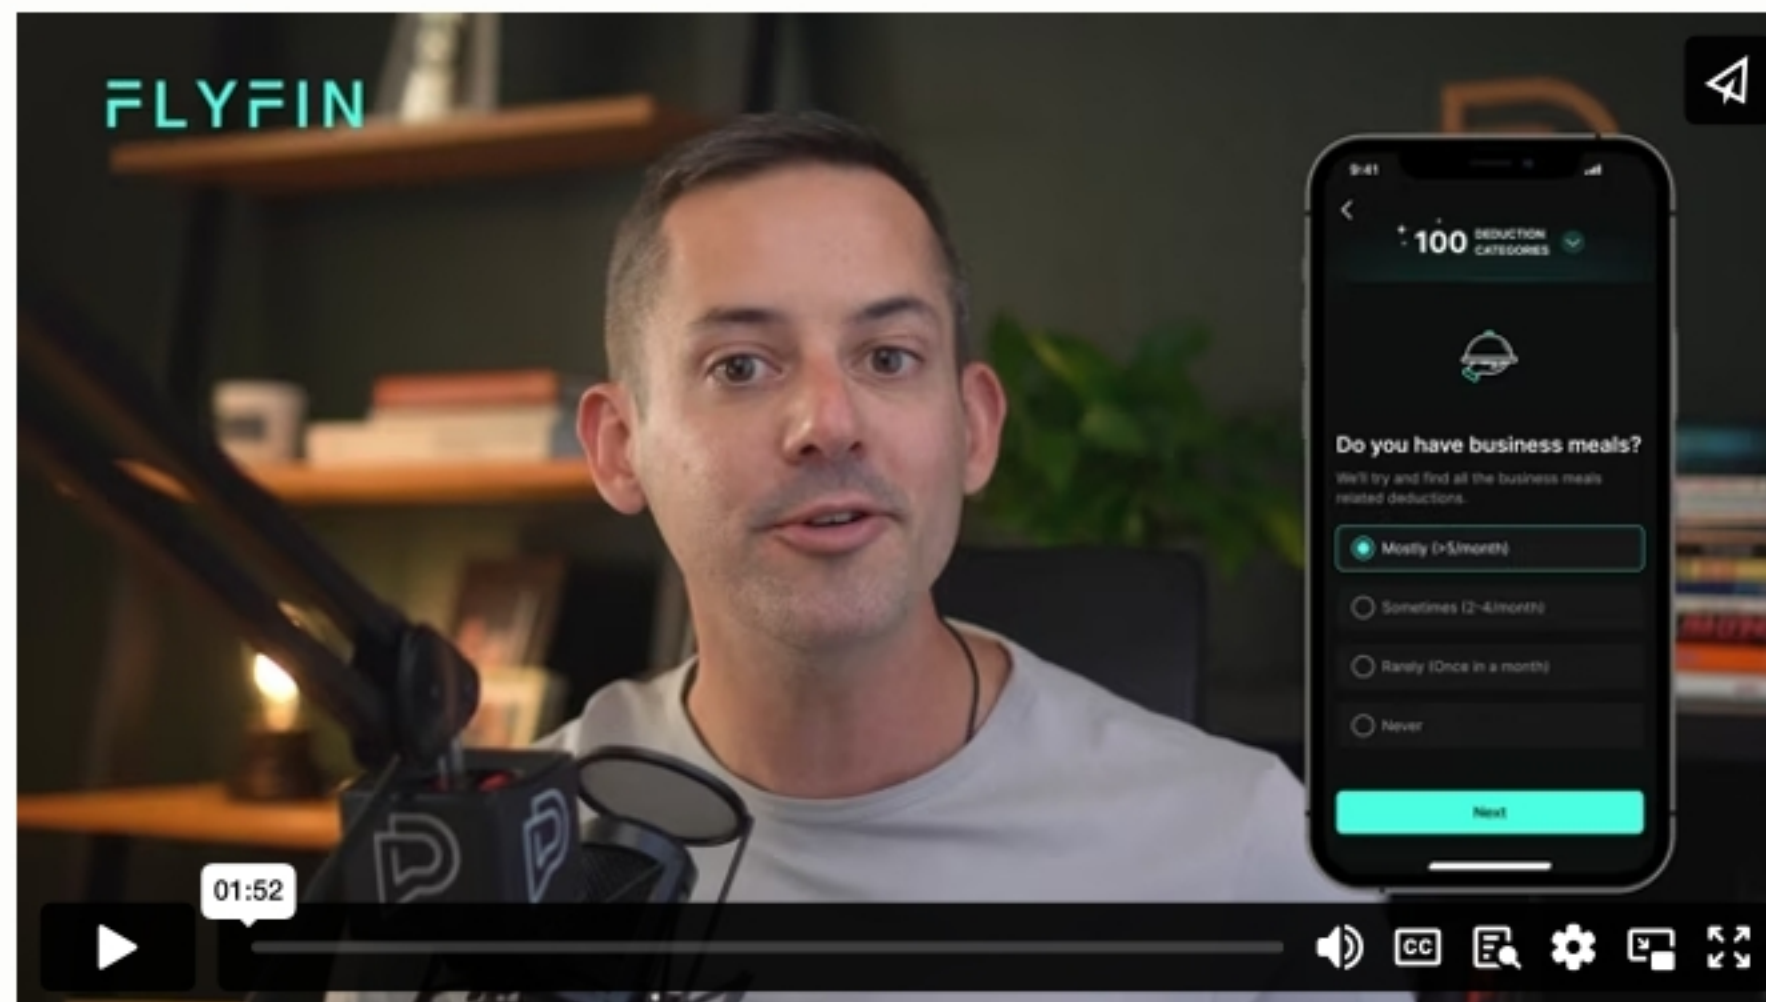 FLYFIN
9:41
100 DEDUCTION
CATEGORIES
Do you have business meals?
We'll try and find all the business meals
related deductions.
Mostly (>5/month)
Sometimes (2-4/month)
Rarely (Once in a month)
Never
Next
01:52
CC